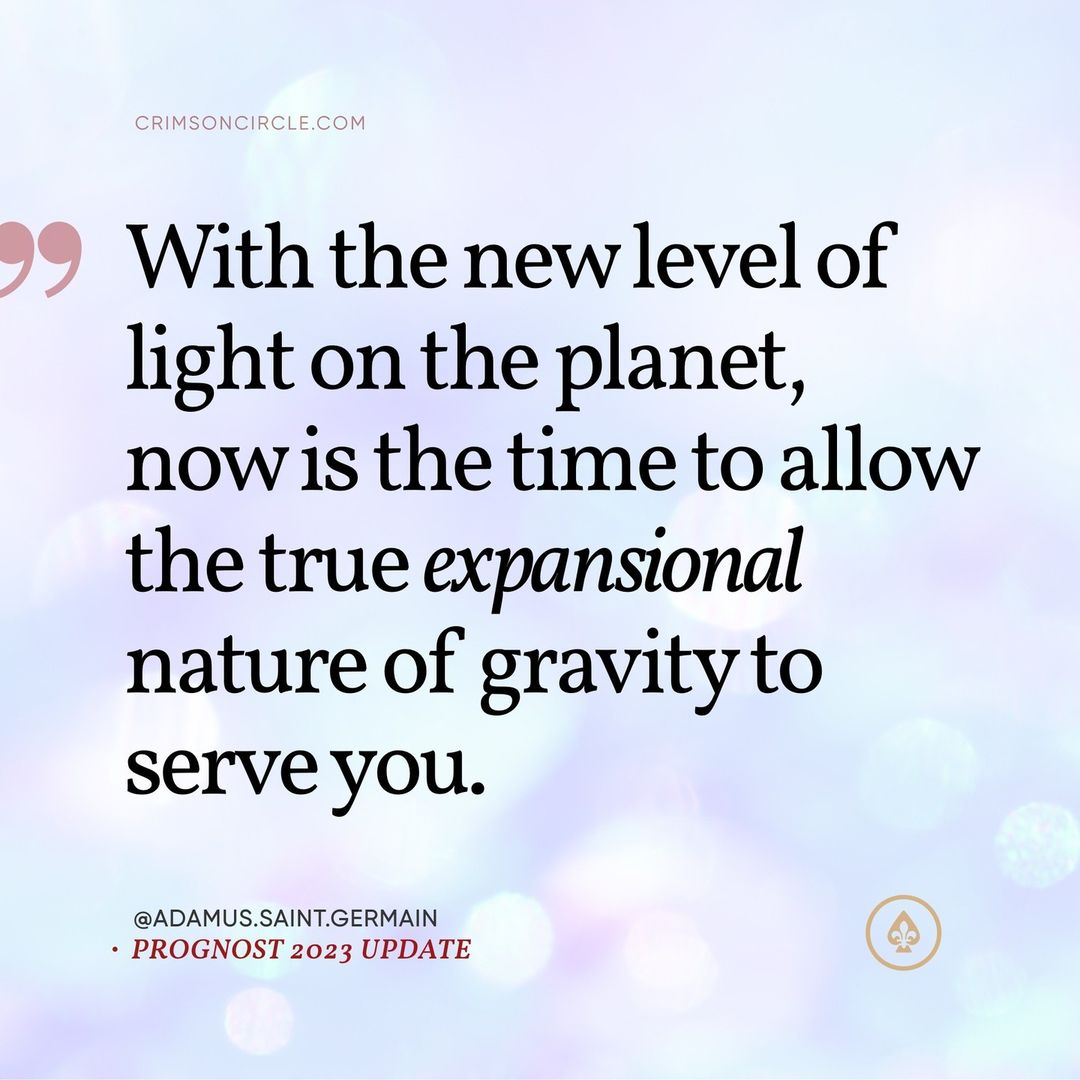 CRIMSONCIRCLE.COM
”
With the new level of
light on the planet,
now is the time to allow
the true expansional
nature of gravity to
serve you.
@ADAMUS.SAINT.GERMAIN
· PROGNOST 2023 UPDATE